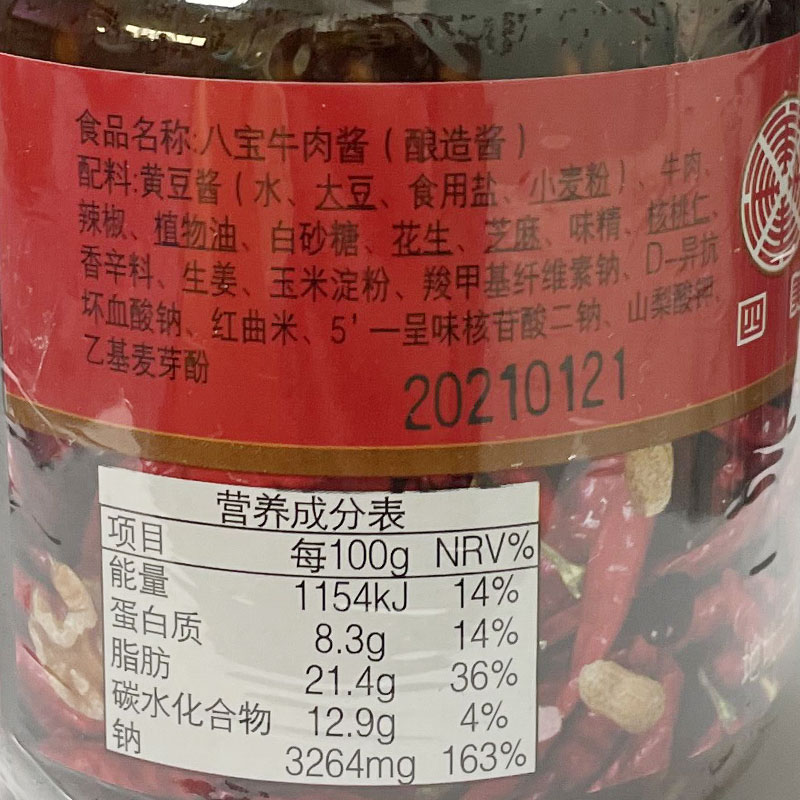 食品名称:八宝牛肉酱（酿造酱）
配料:黄豆酱（水、大豆、食用盐、小麦粉）、牛肉、
辣椒、植物油、白砂糖、花生、芝麻、味精、核桃仁、
香辛料、生姜、玉米淀粉、羧甲基纤维素钠、D-异抗
坏血酸钠、红曲米、5'一呈味核苷酸二钠、山梨酸钾、
乙基麦芽酚
20210121
四
营养成分表
项目 每100g NRV%
能量 1154kJ 14%
蛋白质 8.3g 14%
脂肪 21.4g 36%
碳水化合物 12.9g 4%
钠 3264mg 163%